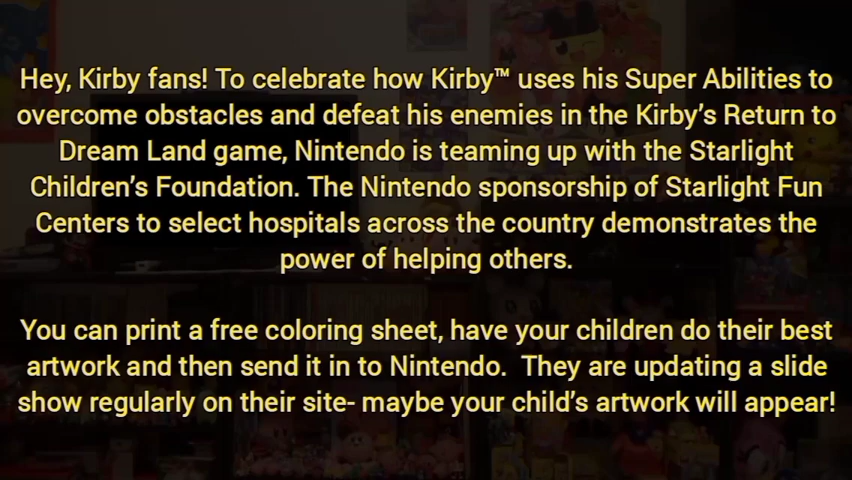 Hey, Kirby fans! To celebrate how Kirby™ uses his Super Abilities to
overcome obstacles and defeat his enemies in the Kirby’s Return to
Dream Land game, Nintendo is teaming up with the Starlight
Children’s Foundation. The Nintendo sponsorship of Starlight Fun
Centers to select hospitals across the country demonstrates the
power of helping others.
You can print a free coloring sheet, have your children do their best
artwork and then send it in to Nintendo.  They are updating a slide
show regularly on their site- maybe your child’s artwork will appear!